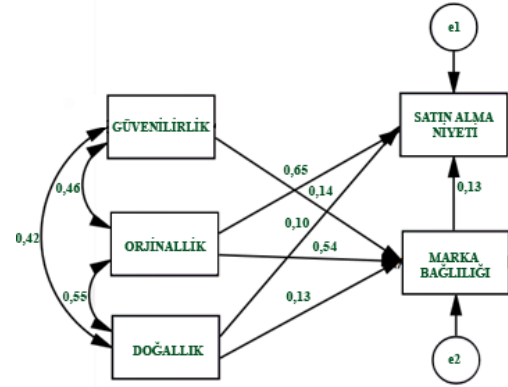 e1
SATIN ALMA
NİYETİ
GÜVENİLİRLİK
0,65
0,46
0,14
0,13
0,42
0,10
ORJİNALLİK
0,54
MARKA
BAĞLILIĞI
0,55
0,13
DOĞALLIK
e2